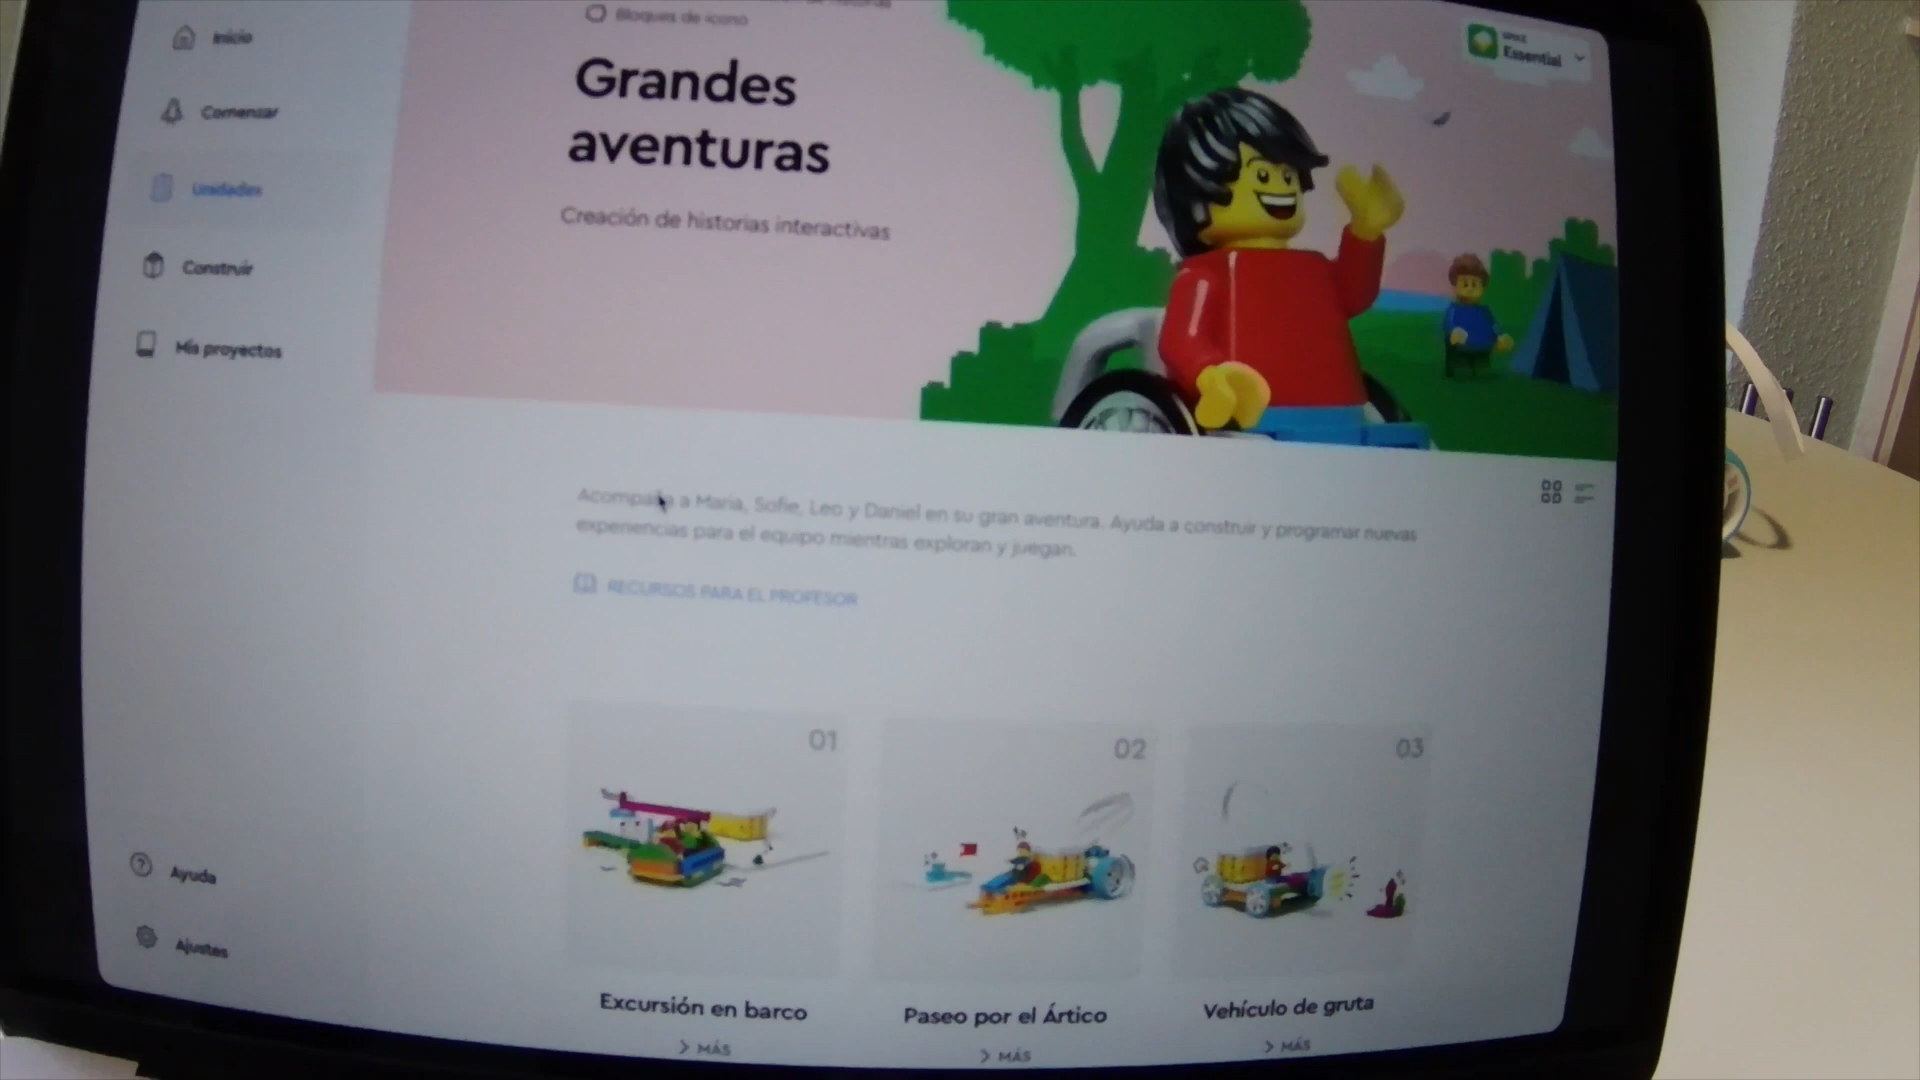 Bloques de icono
Grandes
aventuras
Creación de historias interactivas
Essential
Inicio
Comenzar
Unidades
Construir
Mis proyectos
Ayuda
Ajustes
Acompaña a Maria, Sofie, Leo y Daniel en su gran aventura. Ayuda a construir y programar nuevas
experiencias para el equipo mientras exploran y juegan.
RECURSOS PARA EL PROFESOR
01
02
03
Excursión en barco
Paseo por el Ártico
Vehículo de gruta
> MÁS
> MÁS
> MÁS